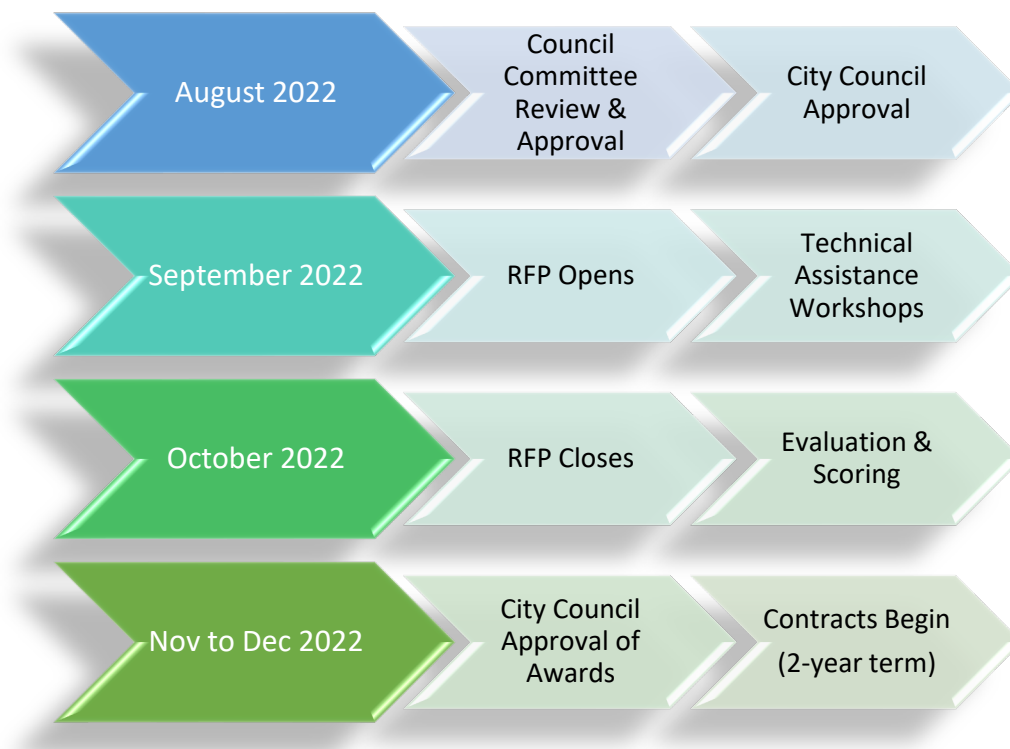 August 2022
Council
Committee
Review &
Approval
City Council
Approval
September 2022
RFP Opens
Technical
Assistance
Workshops
October 2022
RFP Closes
Evaluation &
Scoring
Nov to Dec 2022
City Council
Approval of
Awards
Contracts Begin
(2-year term)